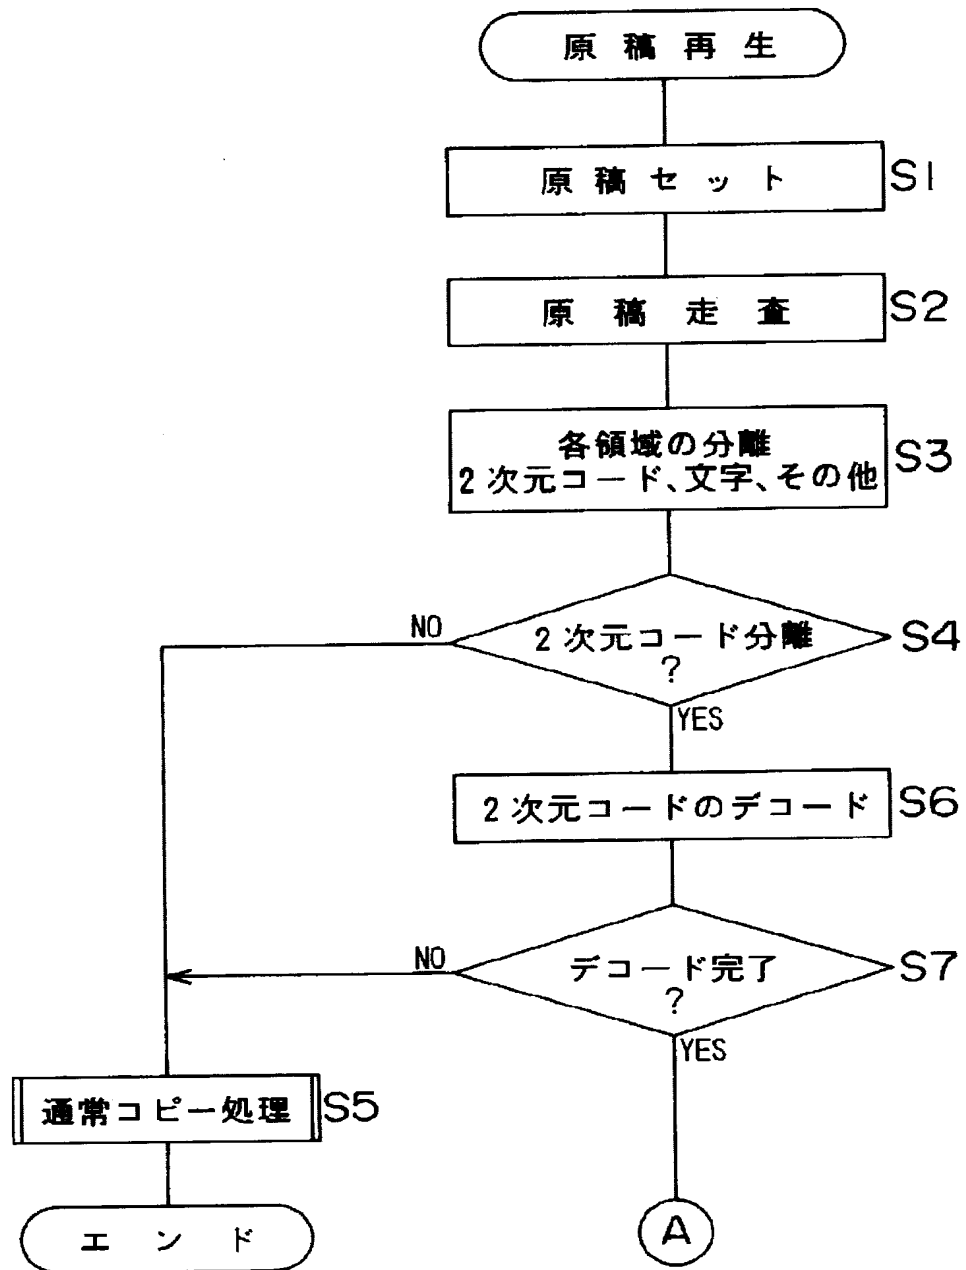 原稿再生
原稿セット
S1
原稿走査
S2
各領域の分離
2次元コード、文字、その他
S3
NO
2次元コード分離
?
S4
YES
2次元コードのデコード
S6
NO
デコード完了
?
S7
YES
通常コピー処理
S5
エンド
A